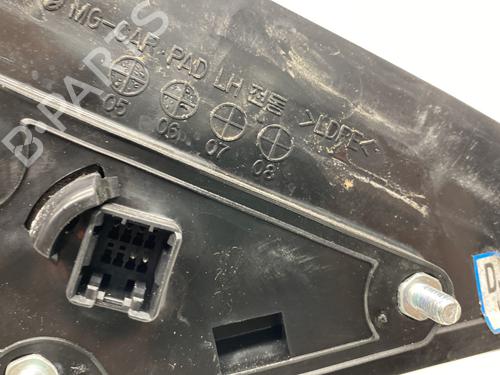 MG-CAR PAD LH 전동 >LDPE<
05 06 07 08
B-PARTS
D